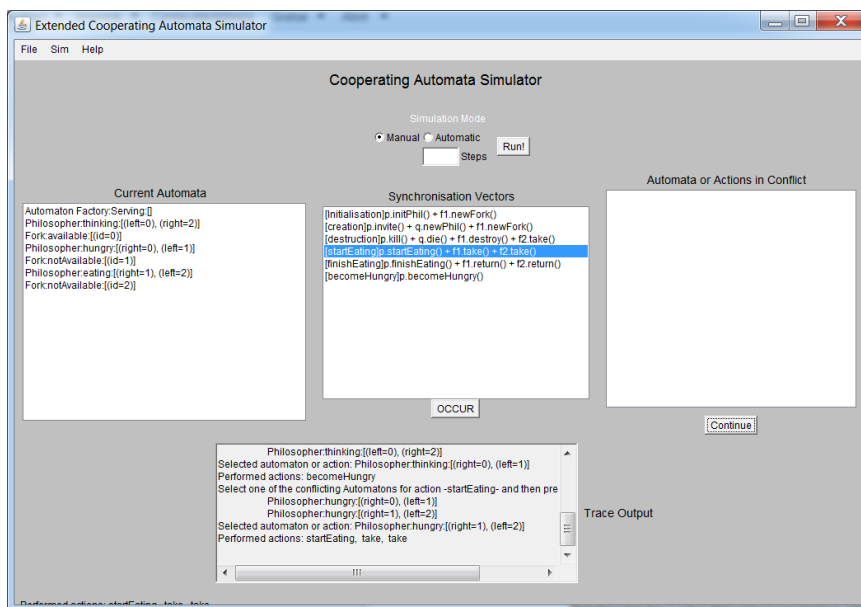 Extended Cooperating Automata Simulator
File Sim Help
Cooperating Automata Simulator
Simulation Mode
Manual Automatic
Steps
Run!
Current Automata
Automaton Factory:Serving:[]
Philosopher:thinking:[(left=0), (right=2)]
Fork:available:[(id=0)]
Philosopher:hungry:[(right=0), (left=1)]
Fork:notAvailable:[(id=1)]
Philosopher:eating:[(right=1), (left=2)]
Fork:notAvailable:[(id=2)]
Synchronisation Vectors
[Initialisation]p.initPhil() + f1.newFork()
[creation]p.invite() + q.newPhil() + f1.newFork()
[destruction]p.kill() + q.die() + f1.destroy() + f2.take()
[startEating]p.startEating() + f1.take() + f2.take()
[finishEating]p.finishEating() + f1.return() + f2.return()
[becomeHungry]p.becomeHungry()
OCCUR
Automata or Actions in Conflict
Continue
Philosopher:thinking:[(left=0), (right=2)]
Selected automaton or action: Philosopher:thinking:[(right=0), (left=1)]
Performed actions: becomeHungry
Select one of the conflicting Automatons for action -startEating- and then pre
Philosopher:hungry:[(right=0), (left=1)]
Philosopher:hungry:[(right=1), (left=2)]
Selected automaton or action: Philosopher:hungry:[(right=1), (left=2)]
Performed actions: startEating, take, take
Trace Output
Performed actions: startEating, take, take